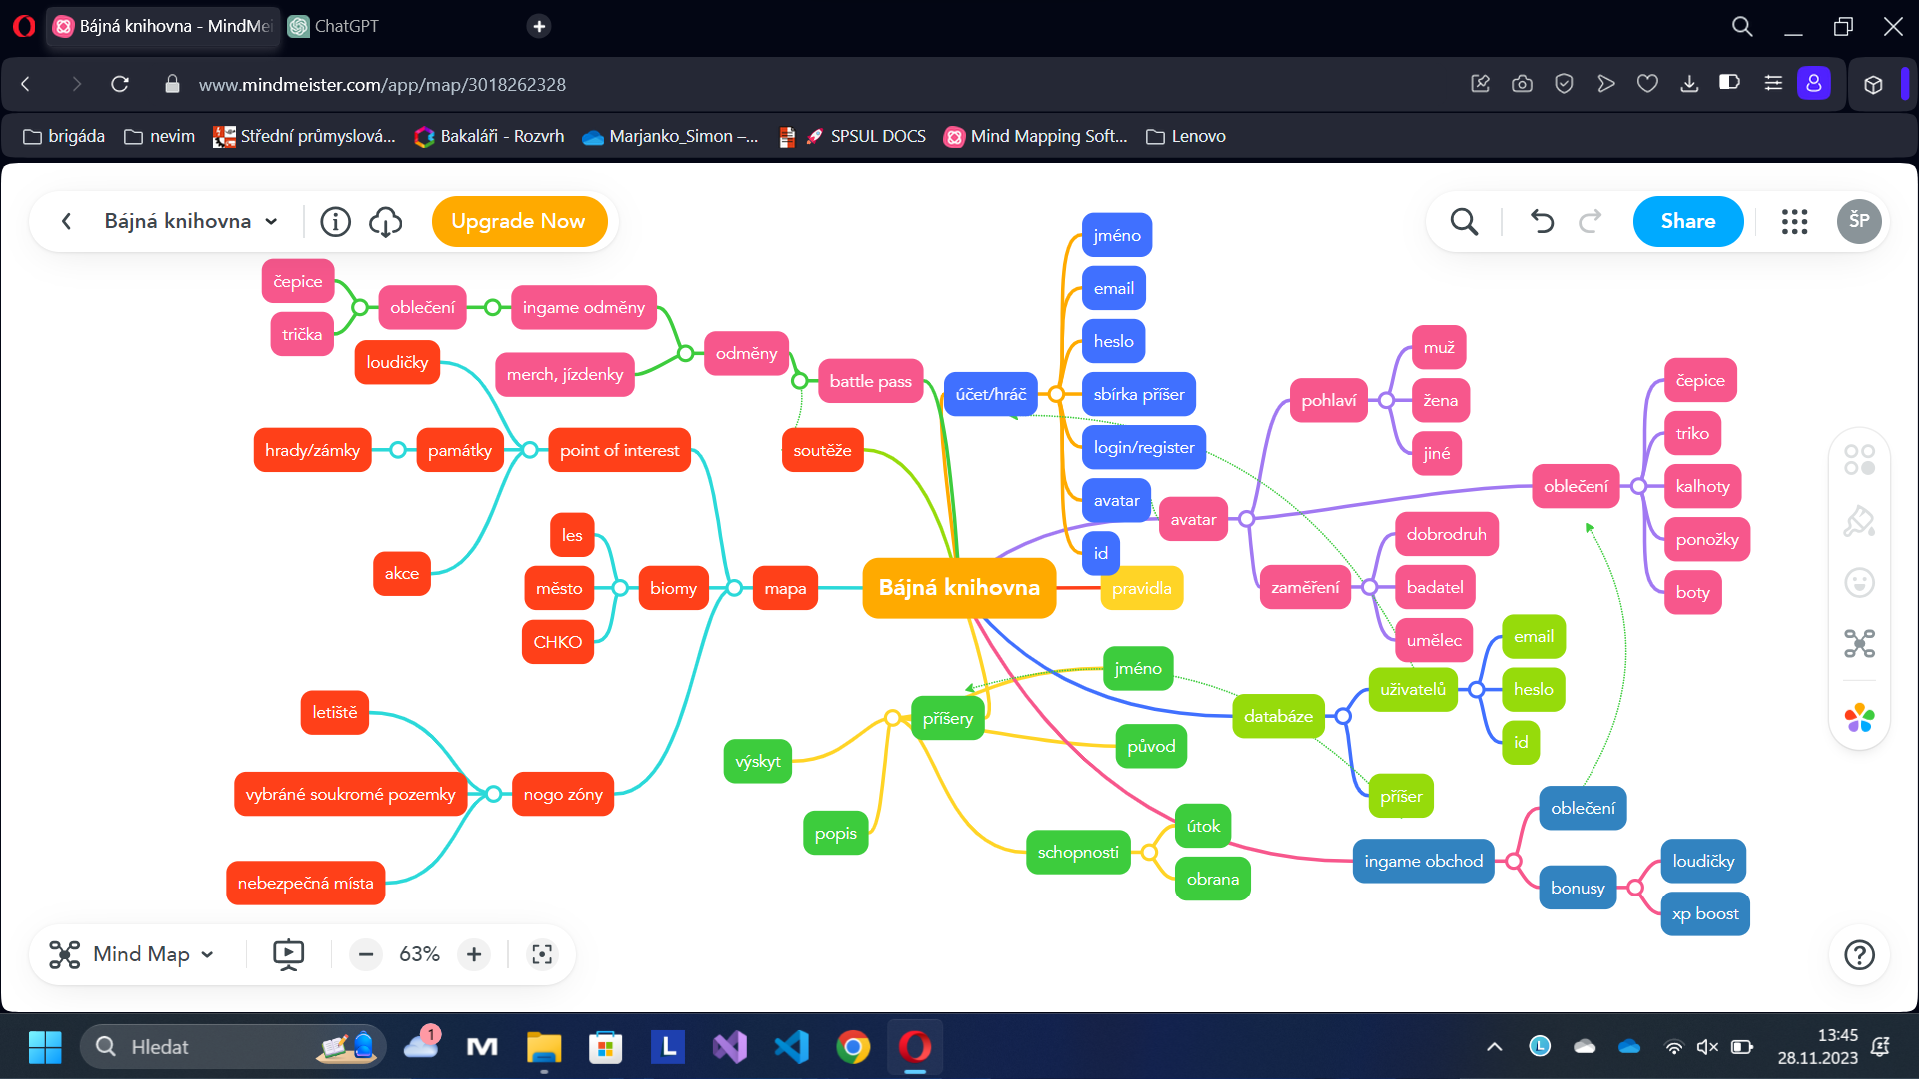 Bájná knihovna - MindMei
ChatGPT
www.mindmeister.com/app/map/3018262328
brigáda
nevim
Střední průmyslová...
Bakaláři - Rozvrh
Marjanko_Simon –...
SPSUL DOCS
Mind Mapping Soft...
Lenovo
Bájná knihovna
Upgrade Now
Share
ŠP
čepice
trička
oblečení
ingame odměny
merch, jízdenky
odměny
battle pass
soutěže
loudičky
hrady/zámky
památky
point of interest
akce
les
město
CHKO
biomy
mapa
letiště
vybráné soukromé pozemky
nebezpečná místa
nogo zóny
Bájná knihovna
účet/hráč
jméno
email
heslo
sbírka příšer
login/register
avatar
id
avatar
pohlaví
muž
žena
jiné
zaměření
dobrodruh
badatel
umělec
oblečení
čepice
triko
kalhoty
ponožky
boty
pravidla
příšery
jméno
původ
výskyt
popis
schopnosti
útok
obrana
databáze
uživatelů
email
heslo
id
příšer
ingame obchod
oblečení
bonusy
loudičky
xp boost
Mind Map
63%
Hledat
1
M
L
L
13:45
28.11.2023